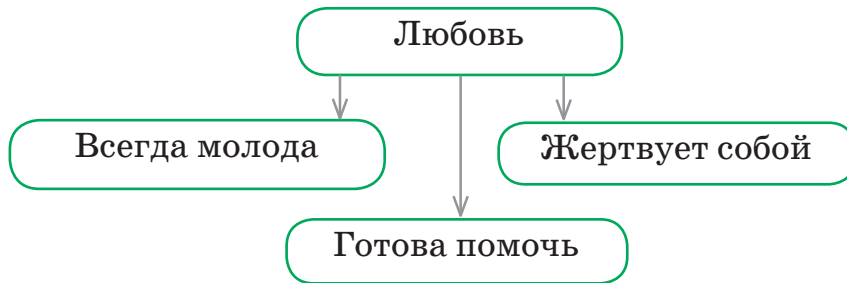 Любовь
Всегда молода
Жертвует собой
Готова помочь